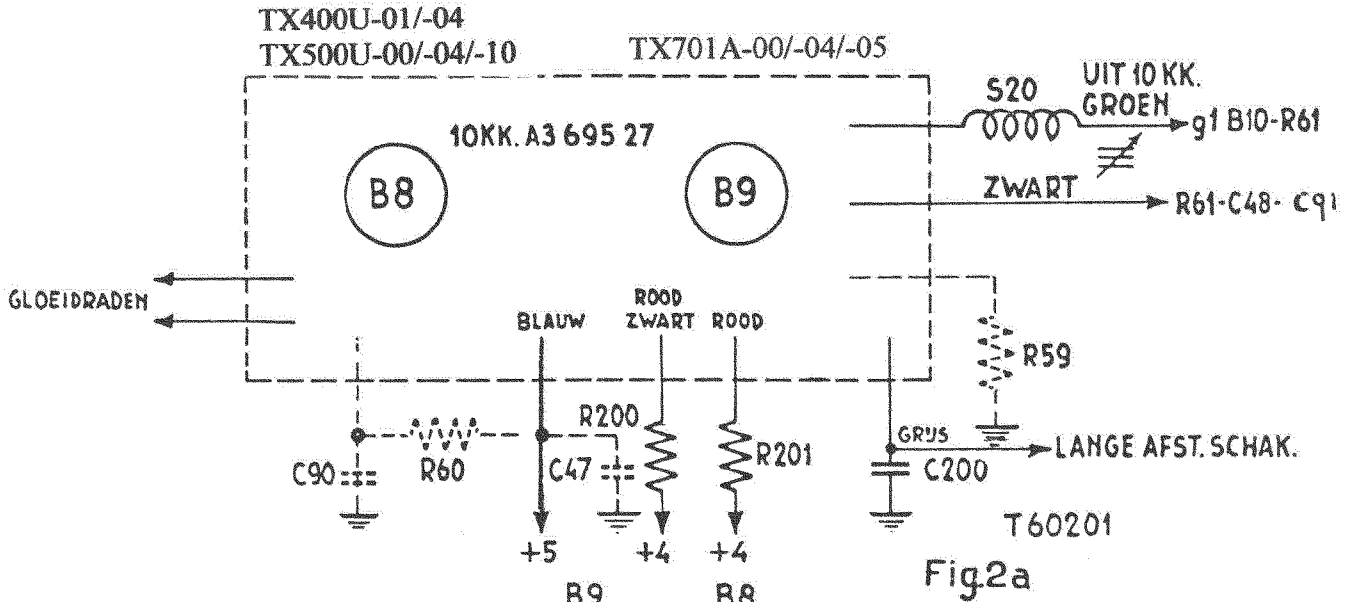 TX400U-01/-04
TX500U-00/-04/-10
TX701A-00/-04/-05
S20
UIT 10 KK.
GROEN
g1 B10-R61
10KK. A3 695 27
B8
B9
ZWART
R61-C48- C91
GLOEIDRADEN
BLAUW
ROOD
ZWART
ROOD
R59
R200
R201
GRIJS
LANGE AFST. SCHAK.
C90
R60
C47
C200
+5
+4
+4
T60201
B9
B8
Fig.2a